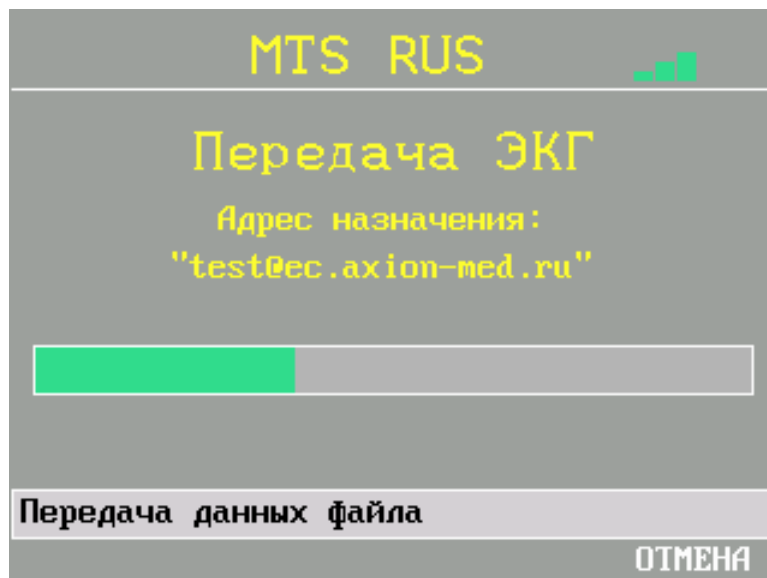 MTS RUS
Передача ЭКГ
Адрес назначения:
"test@ec.axion-med.ru"
Передача данных файла
ОТМЕНА